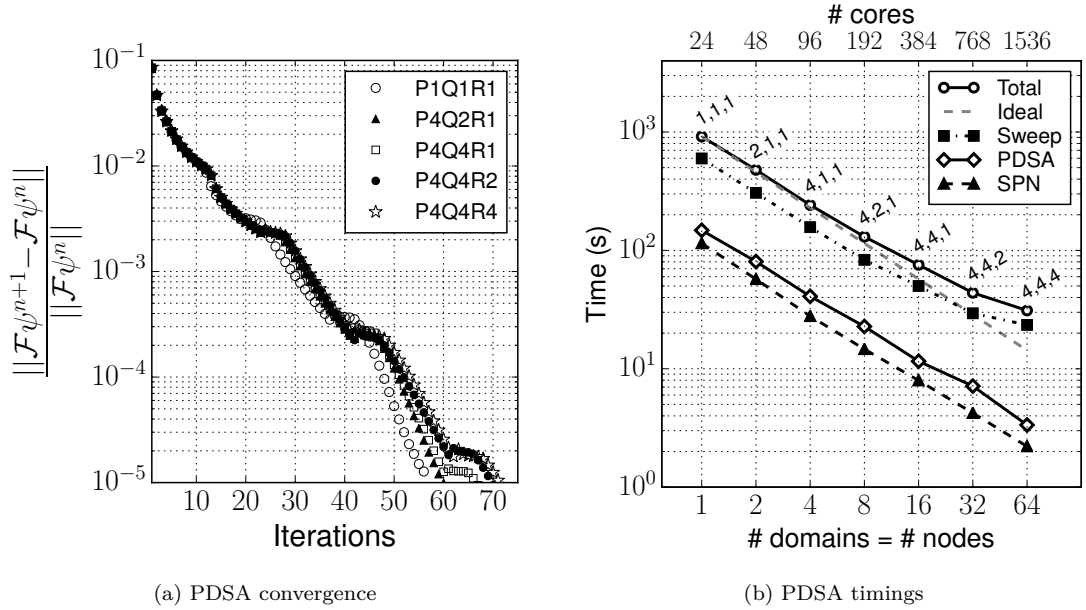 ||𝓕ψ^{n+1} − 𝓕ψ^n||
||𝓕ψ^n||
10^{-1}
10^{-2}
10^{-3}
10^{-4}
10^{-5}
P1Q1R1
P4Q2R1
P4Q4R1
P4Q4R2
P4Q4R4
10 20 30 40 50 60 70
Iterations
(a) PDSA convergence
# cores
24 48 96 192 384 768 1536
Time (s)
10^3
10^2
10^1
10^0
Total
Ideal
Sweep
PDSA
SPN
1,1,1
2,1,1
4,1,1
4,2,1
4,4,1
4,4,2
4,4,4
1 2 4 8 16 32 64
# domains = # nodes
(b) PDSA timings